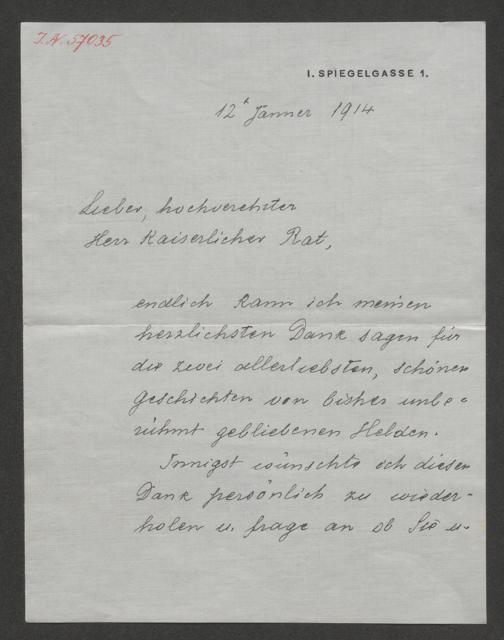 I.N. 57035
I. SPIEGELGASSE 1.
12t Jänner 1914
Lieber, hochverehrter
Herr Kaiserlicher Rat,
endlich kann ich meinen
herzlichsten Dank sagen für
die zwei allerliebsten, schönen
Geschichten von bisher unbe=
rühmt gebliebenen Helden.
Innigst wünschte ich diesen
Dank persönlich zu wieder-
holen u. frage an ob Sie u.